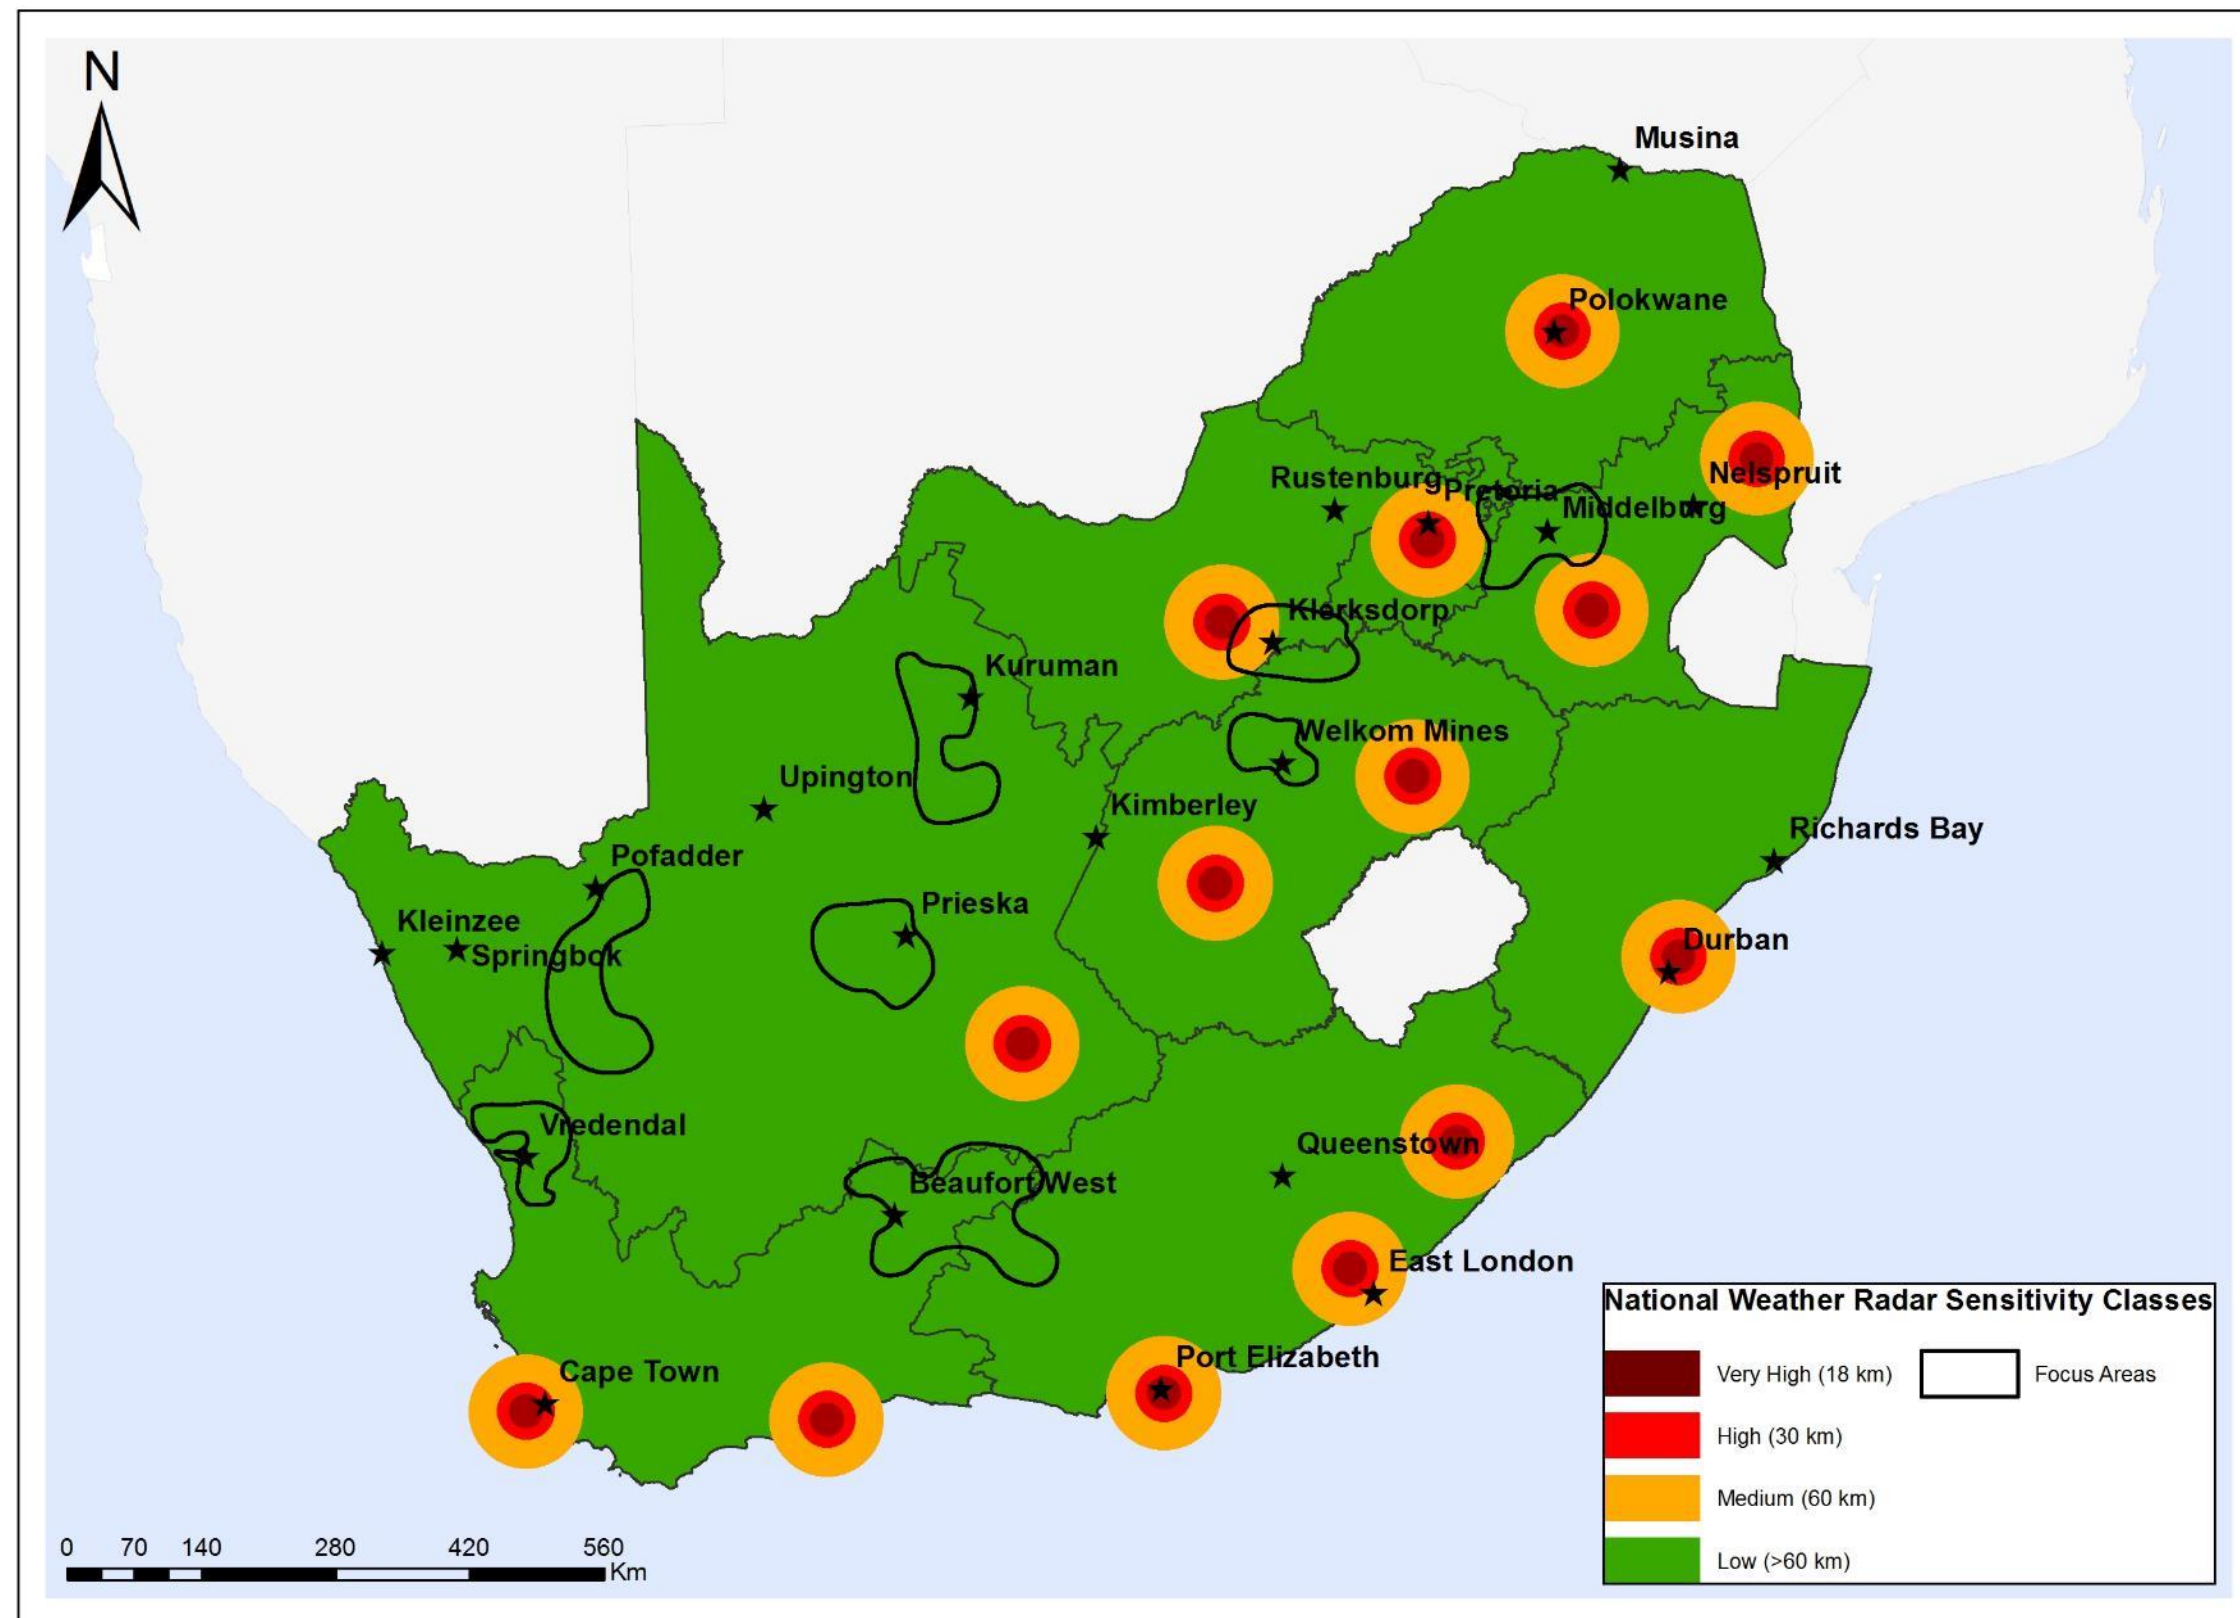 N
Musina
Polokwane
Rustenburg
Pretoria
Nelspruit
Middelburg
Klerksdorp
Kuruman
Welkom Mines
Upington
Kimberley
Richards Bay
Pofadder
Prieska
Kleinzee
Springbok
Durban
Vredendal
Queenstown
Beaufort West
East London
Port Elizabeth
Cape Town
National Weather Radar Sensitivity Classes
Very High (18 km)
Focus Areas
High (30 km)
Medium (60 km)
Low (>60 km)
0 70 140 280 420 560
Km